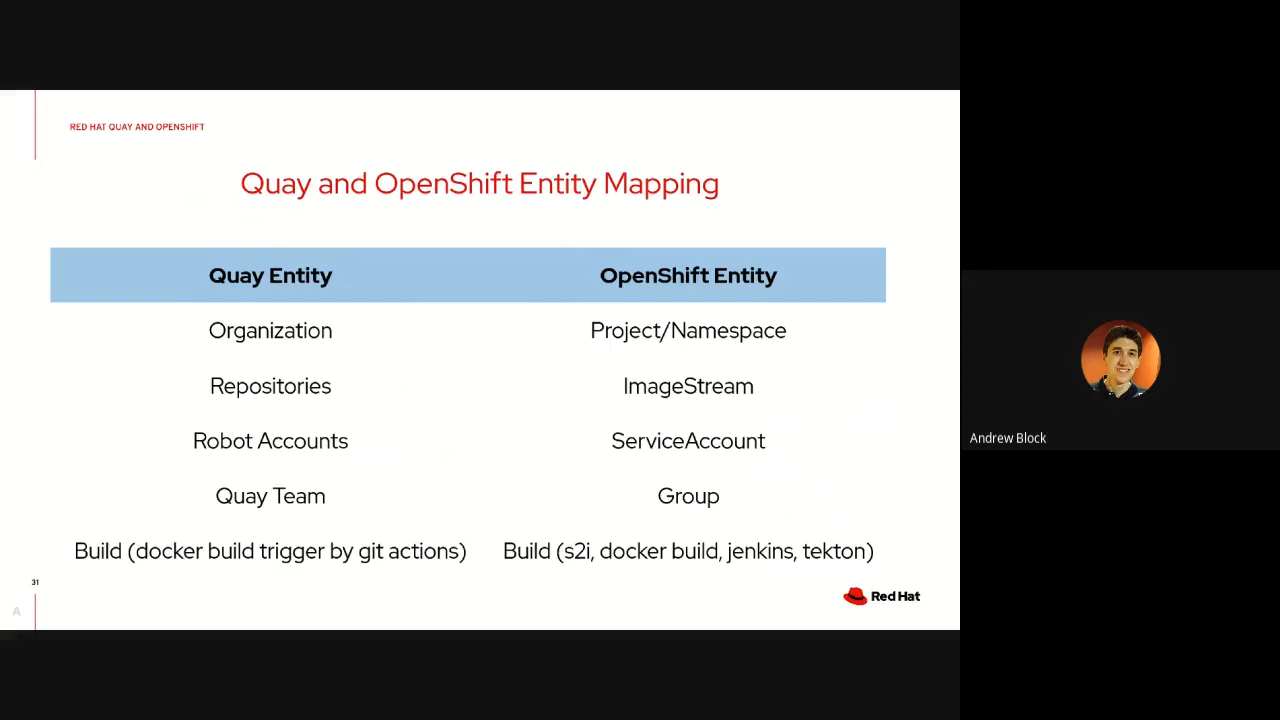 RED HAT QUAY AND OPENSHIFT
Quay and OpenShift Entity Mapping
Quay Entity OpenShift Entity
Organization Project/Namespace
Repositories ImageStream
Robot Accounts ServiceAccount
Quay Team Group
Build (docker build trigger by git actions) Build (s2i, docker build, jenkins, tekton)
31
A
Red Hat
Andrew Block